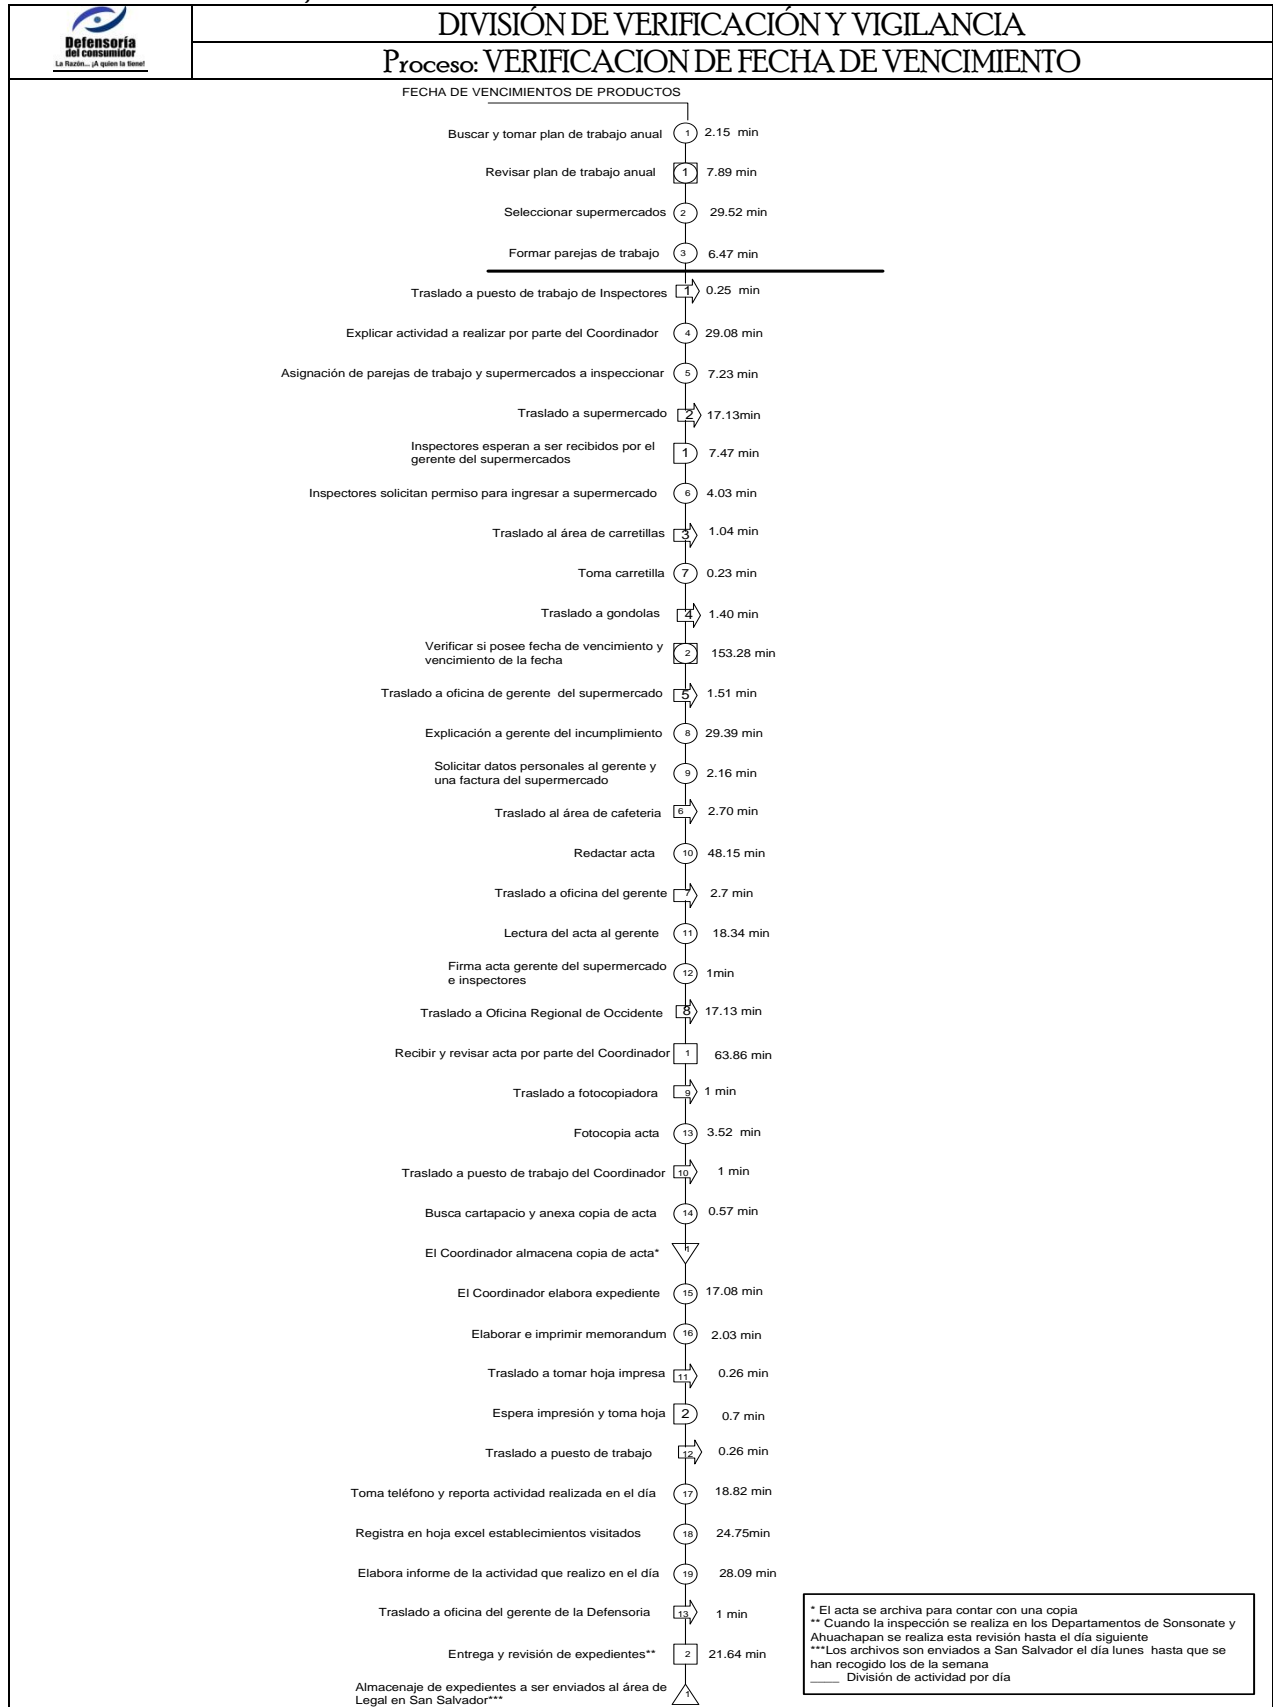 Defensoría
del consumidor
La Razón... ¡A quien la tiene!
DIVISIÓN DE VERIFICACIÓN Y VIGILANCIA
Proceso: VERIFICACION DE FECHA DE VENCIMIENTO
FECHA DE VENCIMIENTOS DE PRODUCTOS
Buscar y tomar plan de trabajo anual 1 2.15 min
Revisar plan de trabajo anual 1 7.89 min
Seleccionar supermercados 2 29.52 min
Formar parejas de trabajo 3 6.47 min
Traslado a puesto de trabajo de Inspectores 1 0.25 min
Explicar actividad a realizar por parte del Coordinador 4 29.08 min
Asignación de parejas de trabajo y supermercados a inspeccionar 5 7.23 min
Traslado a supermercado 2 17.13min
Inspectores esperan a ser recibidos por el
gerente del supermercados 1 7.47 min
Inspectores solicitan permiso para ingresar a supermercado 6 4.03 min
Traslado al área de carretillas 3 1.04 min
Toma carretilla 7 0.23 min
Traslado a gondolas 4 1.40 min
Verificar si posee fecha de vencimiento y
vencimiento de la fecha 2 153.28 min
Traslado a oficina de gerente del supermercado 5 1.51 min
Explicación a gerente del incumplimiento 8 29.39 min
Solicitar datos personales al gerente y
una factura del supermercado 9 2.16 min
Traslado al área de cafeteria 6 2.70 min
Redactar acta 10 48.15 min
Traslado a oficina del gerente 7 2.7 min
Lectura del acta al gerente 11 18.34 min
Firma acta gerente del supermercado
e inspectores 12 1min
Traslado a Oficina Regional de Occidente 8 17.13 min
Recibir y revisar acta por parte del Coordinador 1 63.86 min
Traslado a fotocopiadora 9 1 min
Fotocopia acta 13 3.52 min
Traslado a puesto de trabajo del Coordinador 10 1 min
Busca cartapacio y anexa copia de acta 14 0.57 min
El Coordinador almacena copia de acta* 1
El Coordinador elabora expediente 15 17.08 min
Elaborar e imprimir memorandum 16 2.03 min
Traslado a tomar hoja impresa 11 0.26 min
Espera impresión y toma hoja 2 0.7 min
Traslado a puesto de trabajo 12 0.26 min
Toma teléfono y reporta actividad realizada en el día 17 18.82 min
Registra en hoja excel establecimientos visitados 18 24.75min
Elabora informe de la actividad que realizo en el día 19 28.09 min
Traslado a oficina del gerente de la Defensoria 13 1 min
Entrega y revisión de expedientes** 2 21.64 min
Almacenaje de expedientes a ser enviados al área de
Legal en San Salvador*** 1
* El acta se archiva para contar con una copia
** Cuando la inspección se realiza en los Departamentos de Sonsonate y
Ahuachapan se realiza esta revisión hasta el día siguiente
***Los archivos son enviados a San Salvador el día lunes hasta que se
han recogido los de la semana
____ División de actividad por día